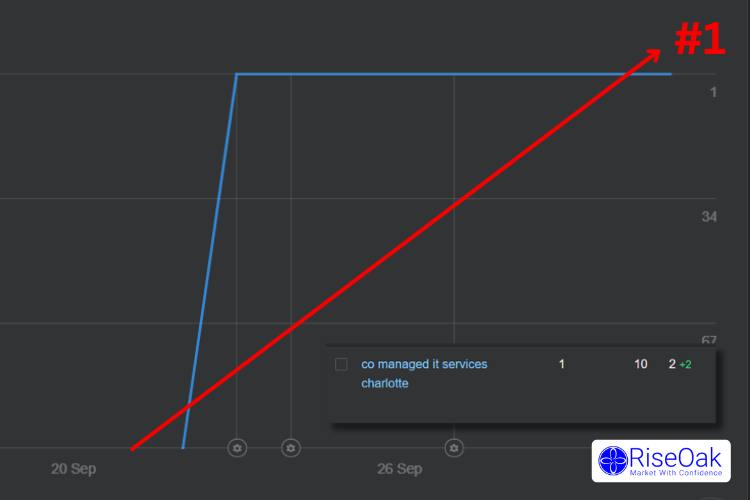 #1
1
34
67
co managed it services 1 10 2 +2
charlotte
20 Sep 26 Sep
RiseOak
Market With Confidence